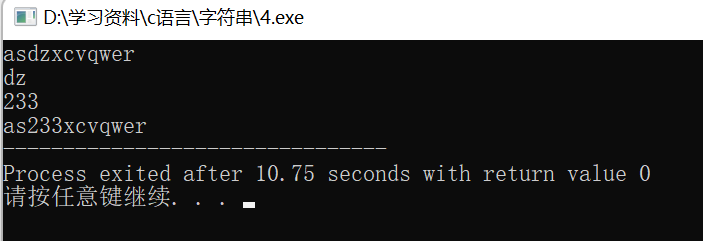 D:\学习资料\c语言\字符串\4.exe
asdzxcvqwer
dz
233
as233xcvqwer
--------------------------------
Process exited after 10.75 seconds with return value 0
请按任意键继续. . .